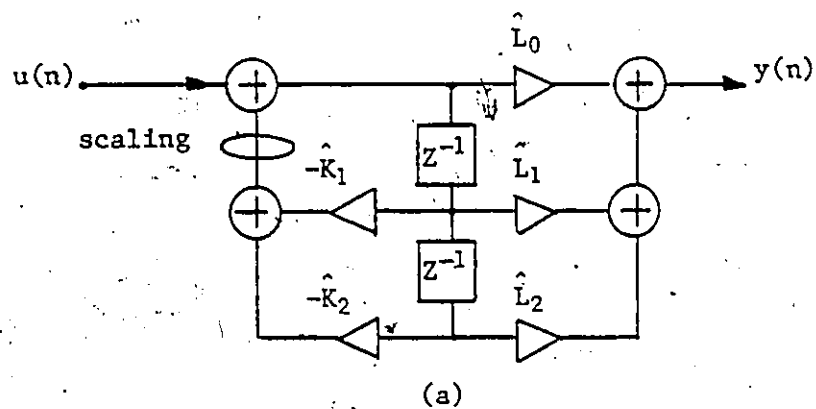 L̂0
u(n)
y(n)
scaling
Z⁻¹
-K̂1
L̃1
Z⁻¹
-K̂2
L̂2
(a)